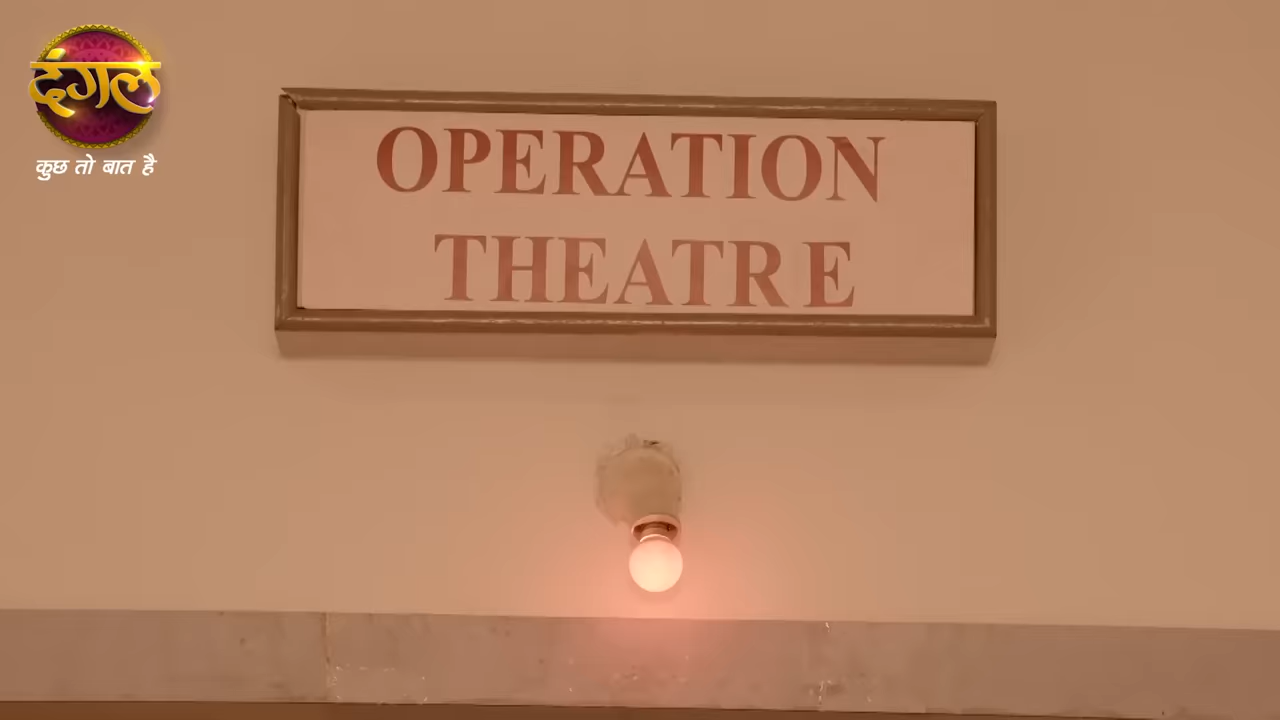 दंगल
कुछ तो बात है
OPERATION
THEATRE